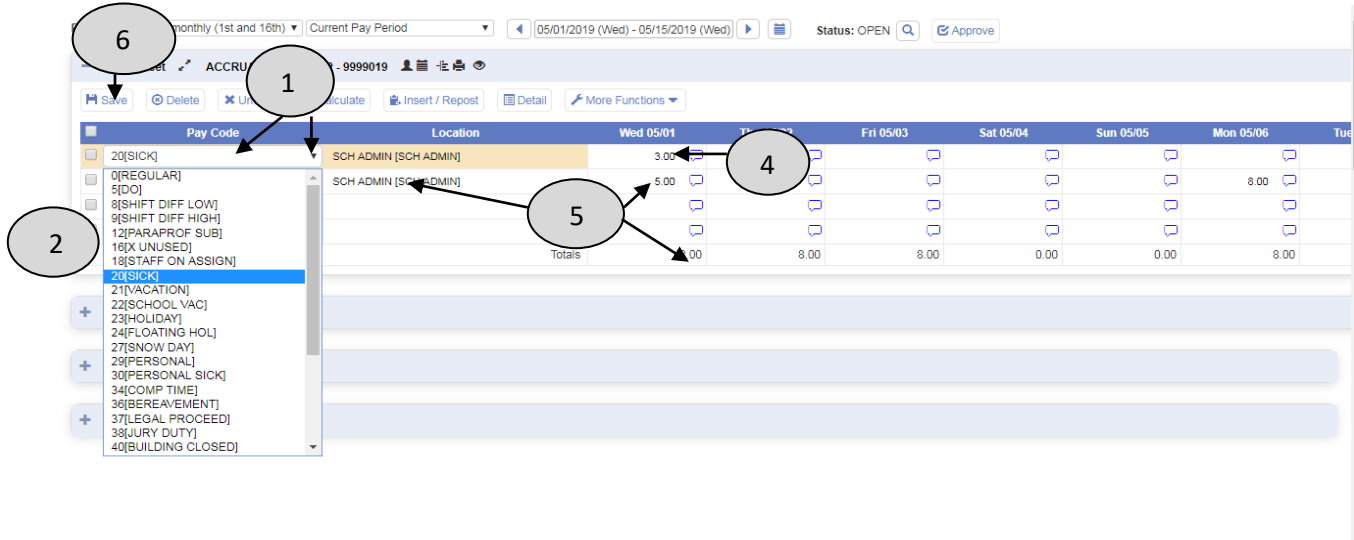 6
monthly (1st and 16th) Current Pay Period 05/01/2019 (Wed) - 05/15/2019 (Wed) Status: OPEN Approve
ACCRUA - 9999019
1
Save Delete Insert / Repost Detail More Functions
Pay Code Location Wed 05/01 Fri 05/03 Sat 05/04 Sun 05/05 Mon 05/06 Tue
20[SICK] SCH ADMIN [SCH ADMIN] 3.00
4
SCH ADMIN [SCH ADMIN] 5.00 8.00
5
2
Totals 8.00 8.00 0.00 0.00 8.00
0[REGULAR]
5[DO]
8[SHIFT DIFF LOW]
9[SHIFT DIFF HIGH]
12[PARAPROF SUB]
16[X UNUSED]
18[STAFF ON ASSIGN]
20[SICK]
21[VACATION]
22[SCHOOL VAC]
23[HOLIDAY]
24[FLOATING HOL]
27[SNOW DAY]
29[PERSONAL]
30[PERSONAL SICK]
34[COMP TIME]
36[BEREAVEMENT]
37[LEGAL PROCEED]
38[JURY DUTY]
40[BUILDING CLOSED]